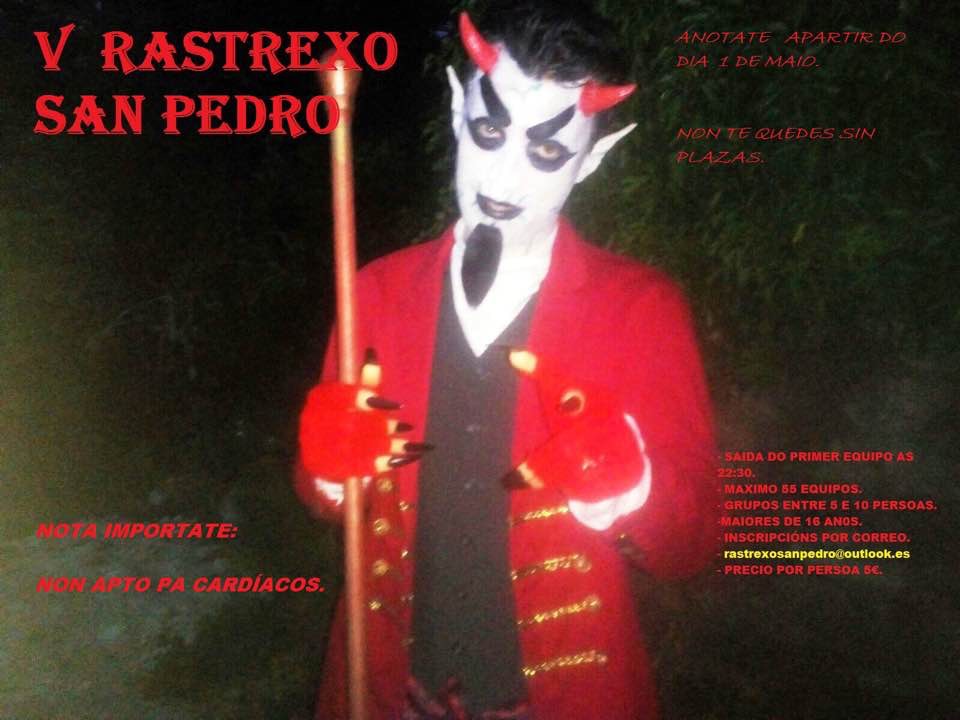 V RASTREXO
SAN PEDRO
ANOTATE APARTIR DO
DIA 1 DE MAIO.
NON TE QUEDES SIN
PLAZAS.
- SAIDA DO PRIMER EQUIPO AS
22:30.
- MAXIMO 55 EQUIPOS.
- GRUPOS ENTRE 5 E 10 PERSOAS.
-MAIORES DE 16 AN0S.
- INSCRIPCIÓNS POR CORREO.
- rastrexosanpedro@outlook.es
- PRECIO POR PERSOA 5€.
NOTA IMPORTATE:
NON APTO PA CARDÍACOS.